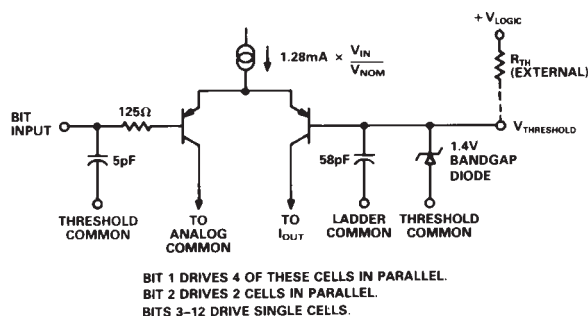 + VLOGIC
RTH
(EXTERNAL)
1.28mA × VIN
VNOM
BIT
INPUT
125Ω
5pF
THRESHOLD
COMMON
TO
ANALOG
COMMON
TO
IOUT
58pF
LADDER
COMMON
1.4V
BANDGAP
DIODE
THRESHOLD
COMMON
VTHRESHOLD
BIT 1 DRIVES 4 OF THESE CELLS IN PARALLEL.
BIT 2 DRIVES 2 CELLS IN PARALLEL.
BITS 3–12 DRIVE SINGLE CELLS.